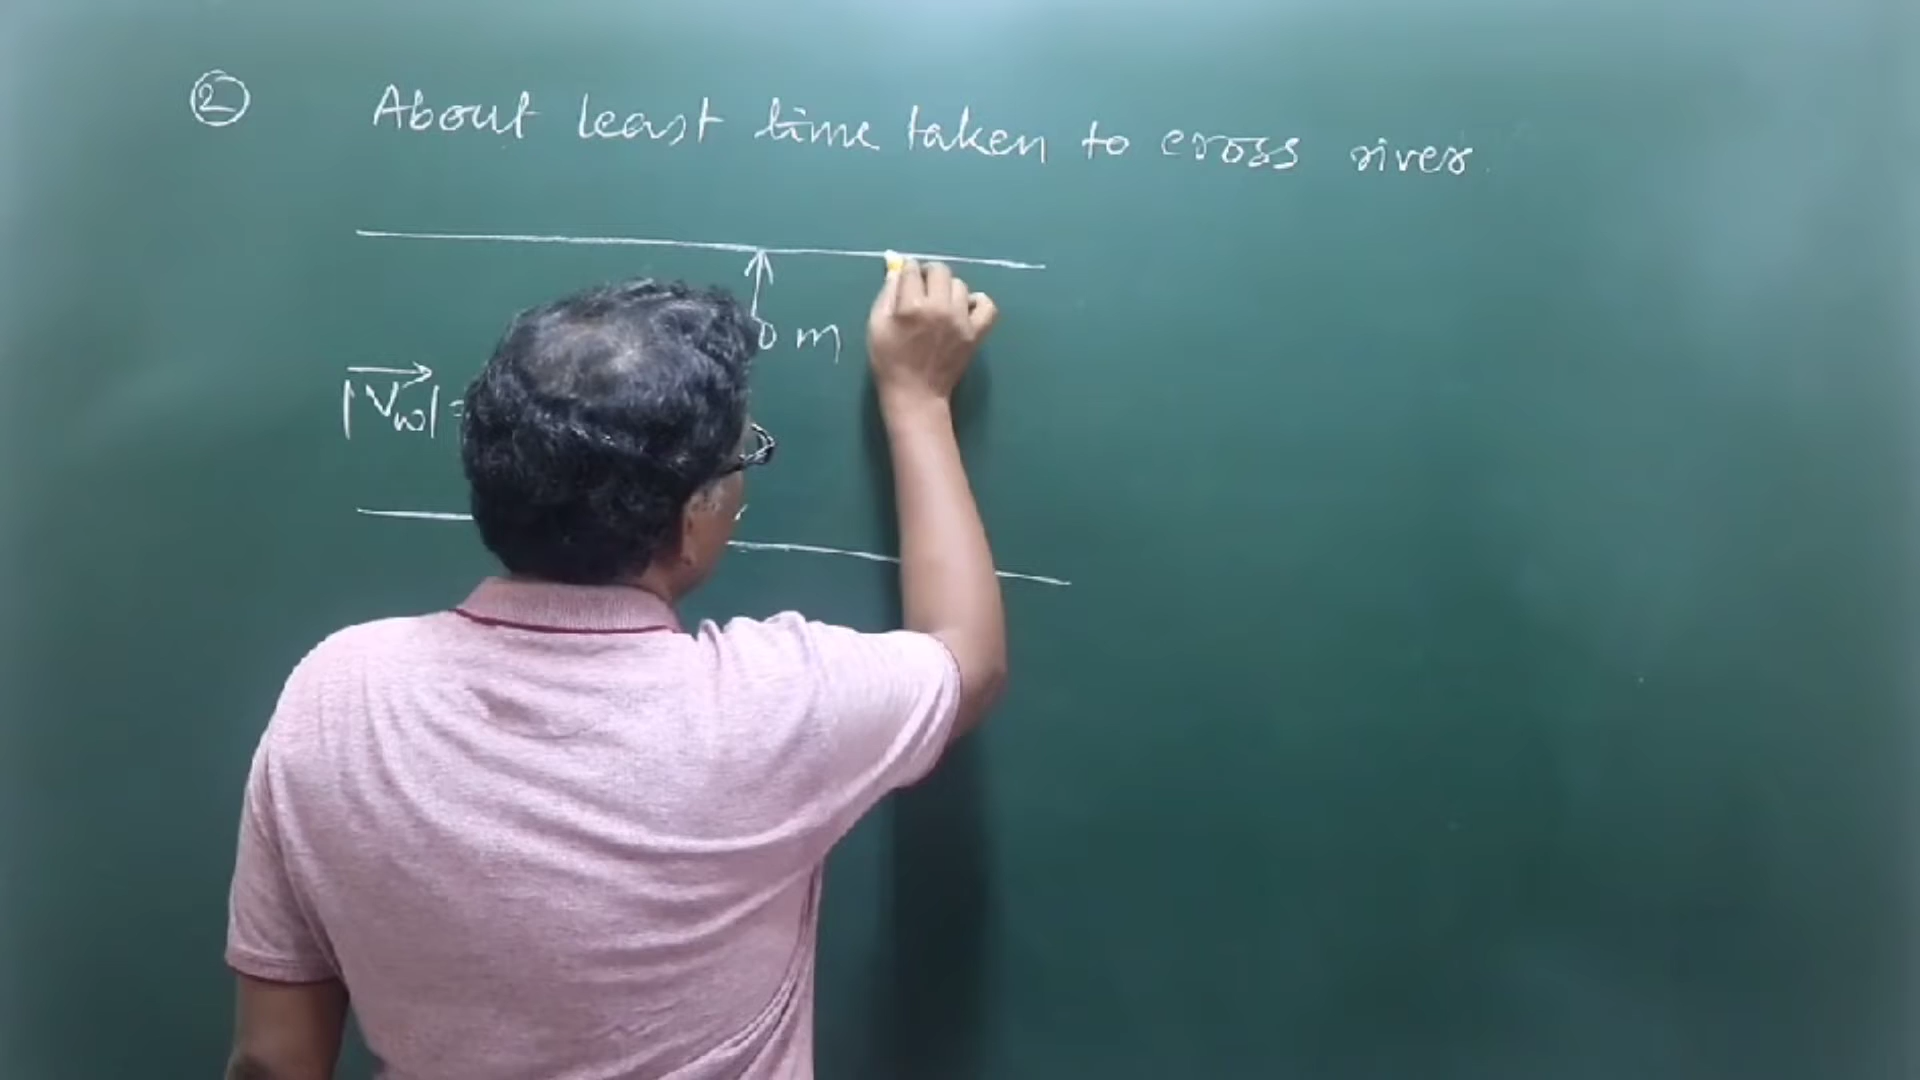 ② About least time taken to cross river.
0 m
|V⃗w| =